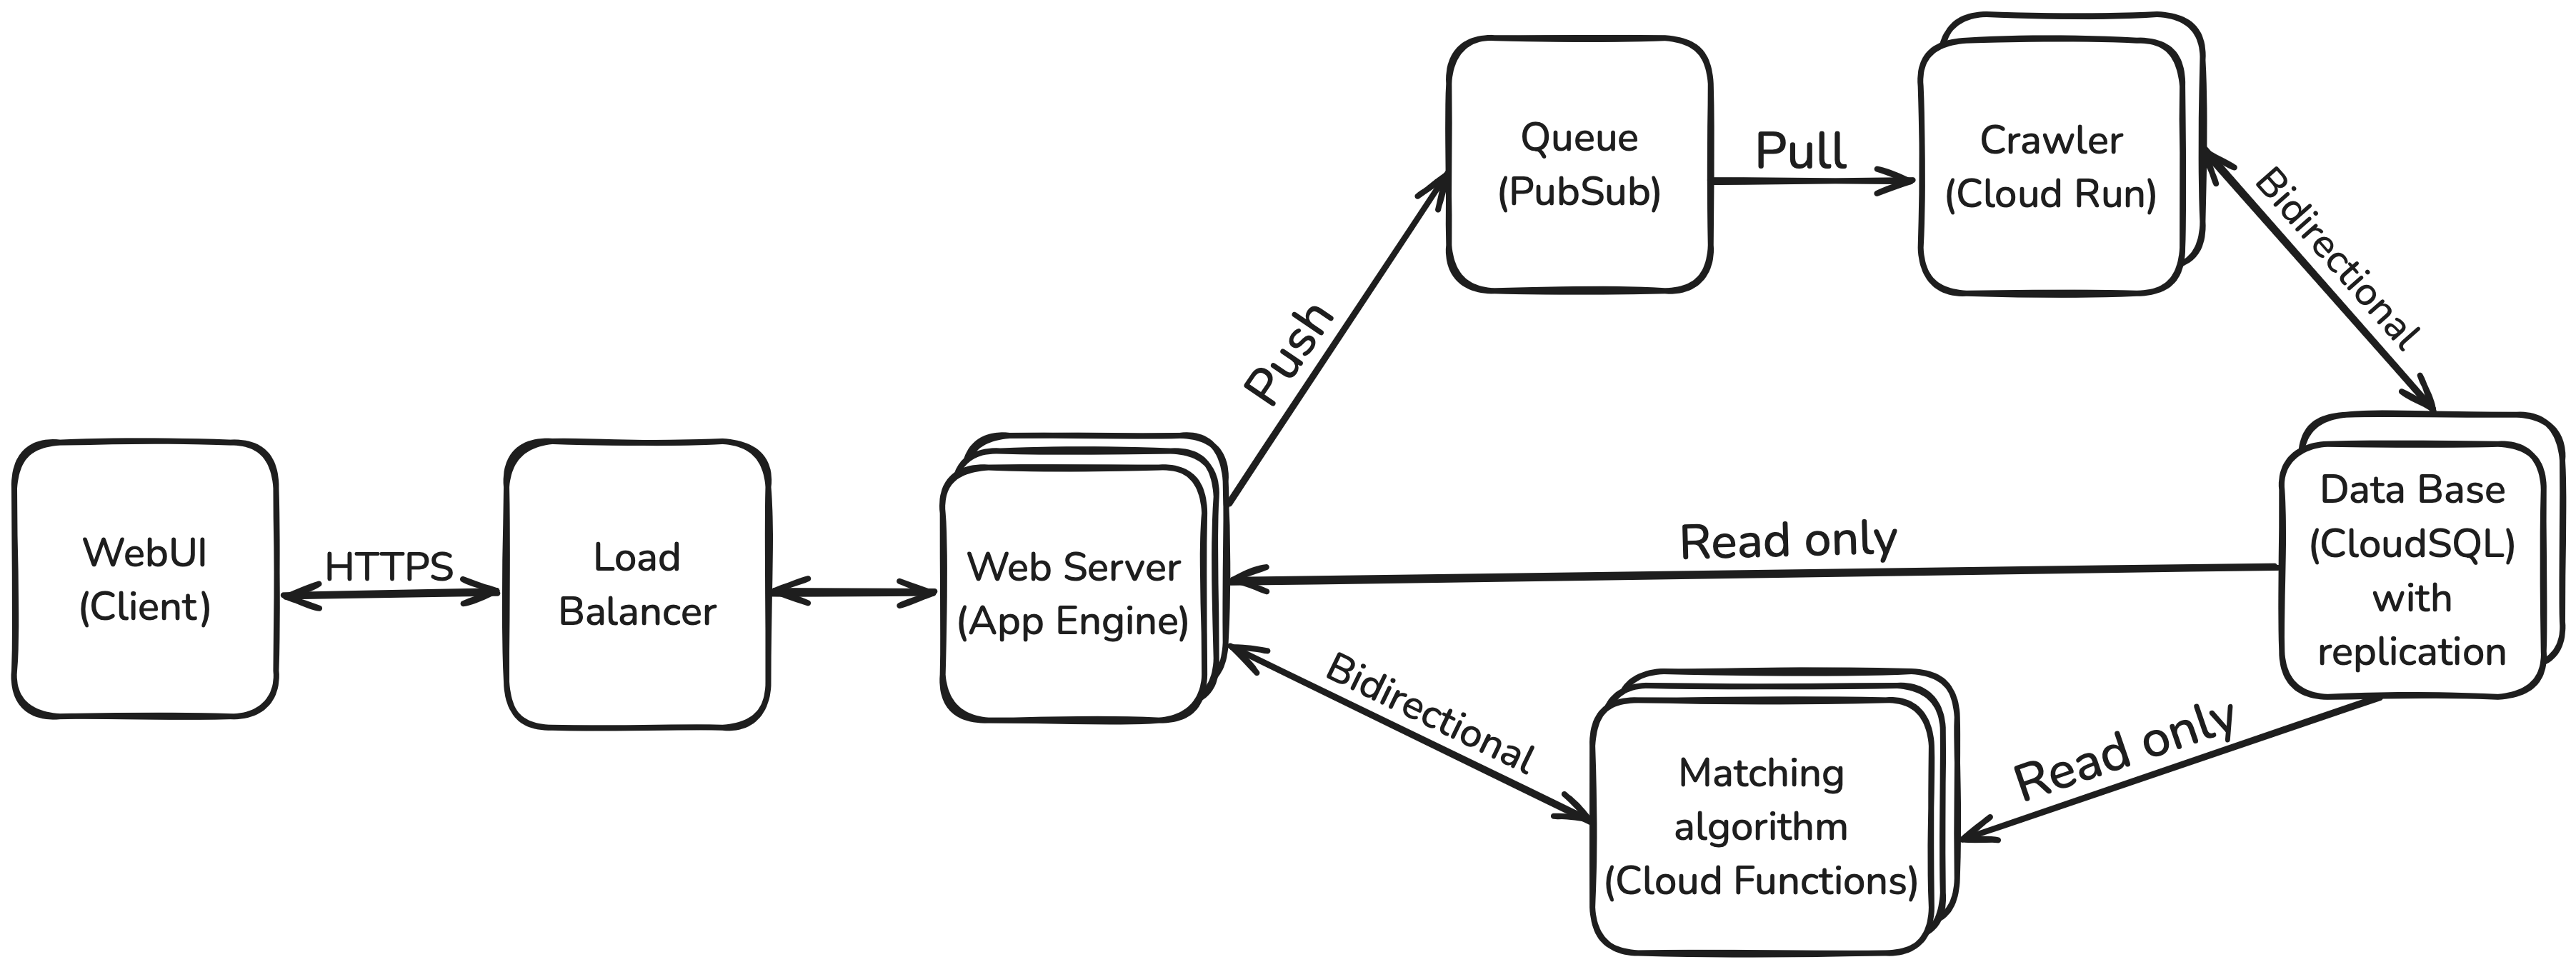 Queue
(PubSub)
Pull
Crawler
(Cloud Run)
Bidirectional
Push
WebUI
(Client)
HTTPS
Load
Balancer
Web Server
(App Engine)
Read only
Data Base
(CloudSQL)
with
replication
Bidirectional
Matching
algorithm
(Cloud Functions)
Read only